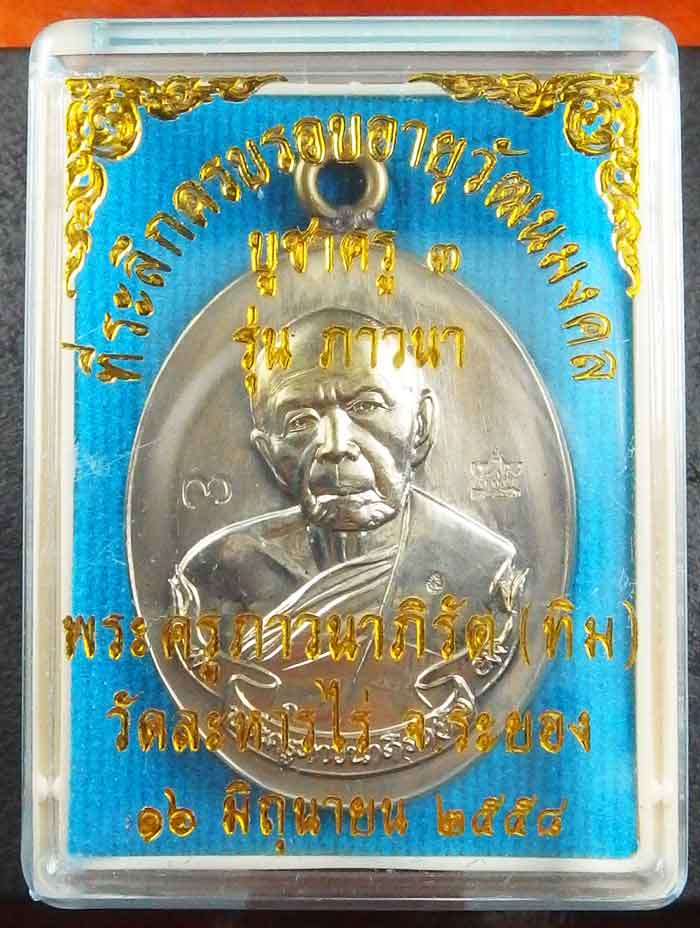 ที่ระลึกครบรอบอายุวัฒนมงคล
บูชาครู ๓
รุ่น ภาวนา
พระครูภาวนาภิรัต (ทิม)
วัดละหารไร่ จ.ระยอง
๑๖ มิถุนายน ๒๕๕๔